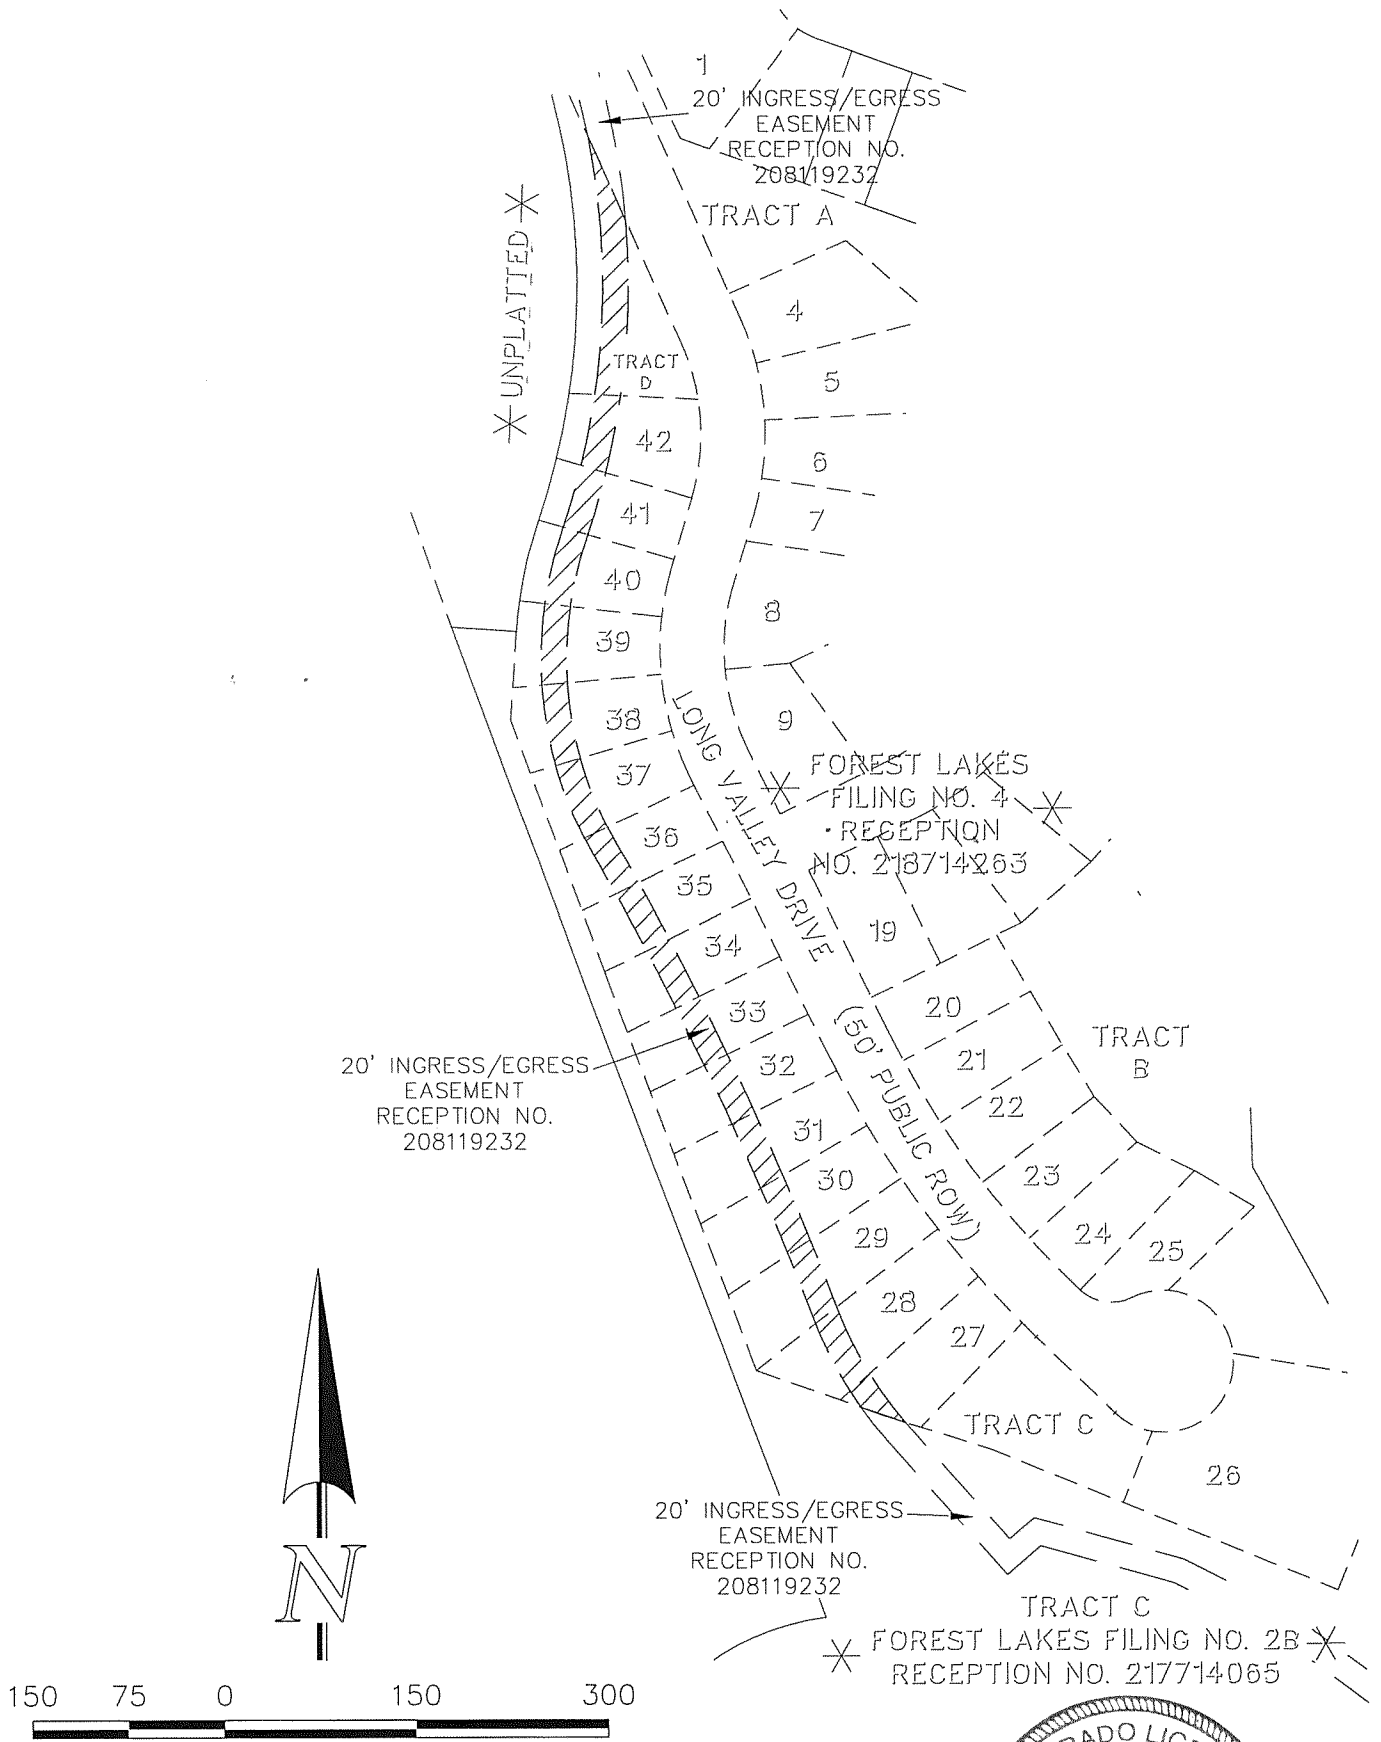 1
20' INGRESS/EGRESS
EASEMENT
RECEPTION NO.
208119232
TRACT A
* UNPLATTED *
4
5
TRACT
D
42
6
41
7
40
8
39
38
9
37
LONG VALLEY DRIVE
(50' PUBLIC ROW)
* FOREST LAKES
FILING NO. 4 *
RECEPTION
NO. 218714263
36
35
34
19
33
20
TRACT
B
20' INGRESS/EGRESS
EASEMENT
RECEPTION NO.
208119232
32
21
22
31
30
23
29
24
25
28
27
TRACT C
26
20' INGRESS/EGRESS
EASEMENT
RECEPTION NO.
208119232
N
TRACT C
* FOREST LAKES FILING NO. 2B *
RECEPTION NO. 217714065
150 75 0 150 300